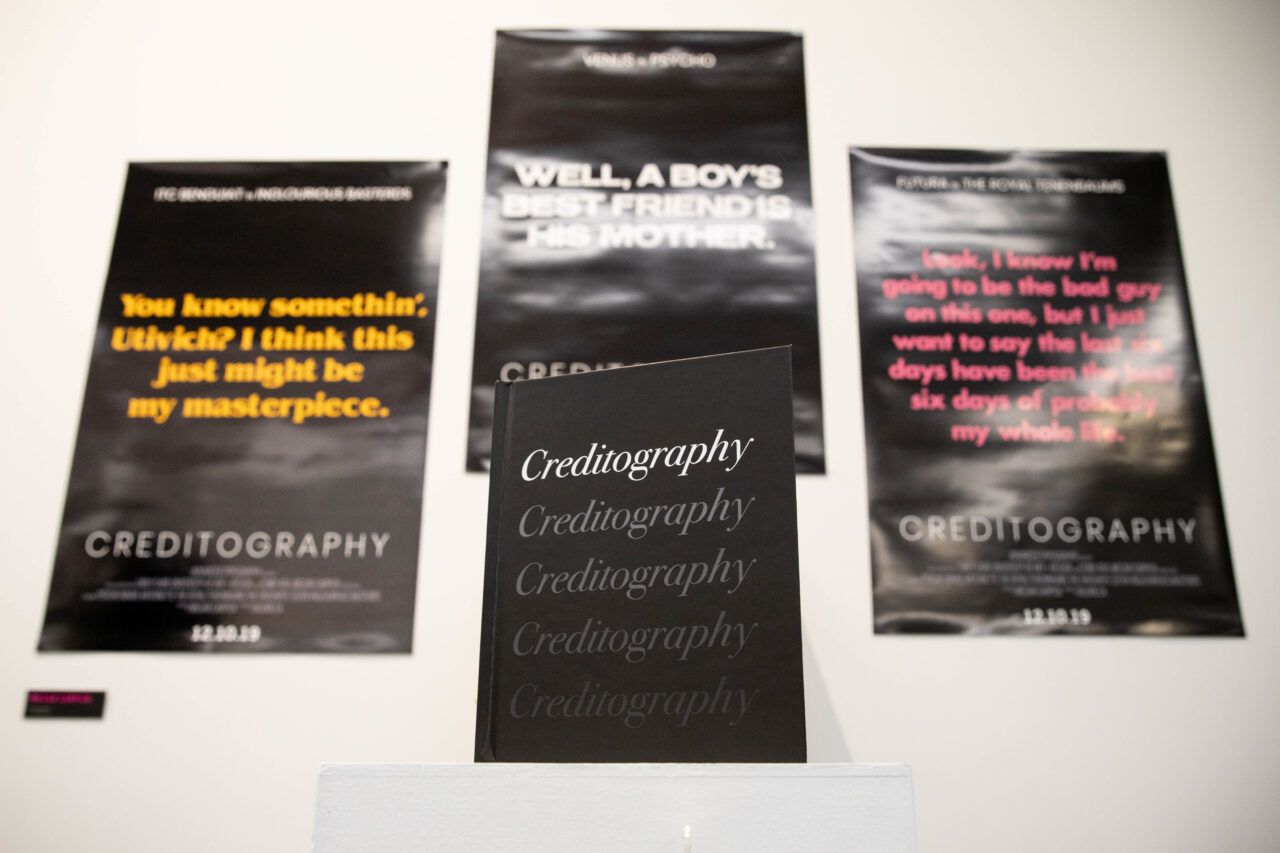 ITC BENGUIAT × INGLOURIOUS BASTERDS
You know somethin',
Utivich? I think this
just might be
my masterpiece.
CREDITOGRAPHY
12.10.19
VENUS × PSYCHO
WELL, A BOY'S
BEST FRIEND IS
HIS MOTHER.
FUTURA × THE ROYAL TENENBAUMS
Look, I know I'm
going to be the bad guy
on this one, but I just
want to say the last six
days have been the best
six days of probably
my whole life.
CREDITOGRAPHY
12.10.19
Creditography
Creditography
Creditography
Creditography
Creditography